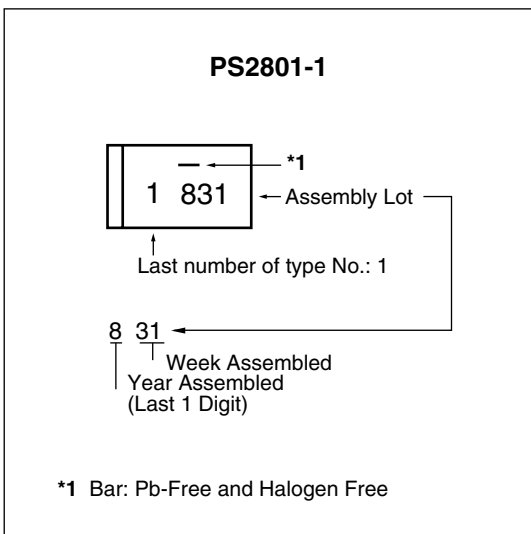 PS2801-1
*1
1 831
Assembly Lot
Last number of type No.: 1
8 31
Week Assembled
Year Assembled
(Last 1 Digit)
*1 Bar: Pb-Free and Halogen Free